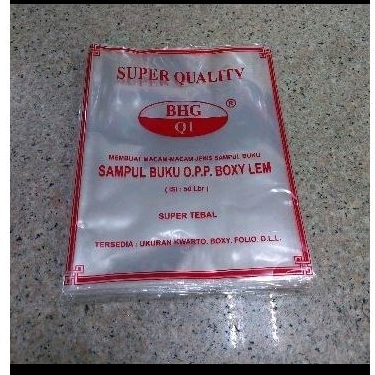 SUPER QUALITY
BHG
QI
®
MEMBUAT MACAM-MACAM JENIS SAMPUL BUKU
SAMPUL BUKU O.P.P. BOXY LEM
( ISI : 50 Lbr )
SUPER TEBAL
TERSEDIA : UKURAN KWARTO, BOXY, FOLIO, D.L.L.